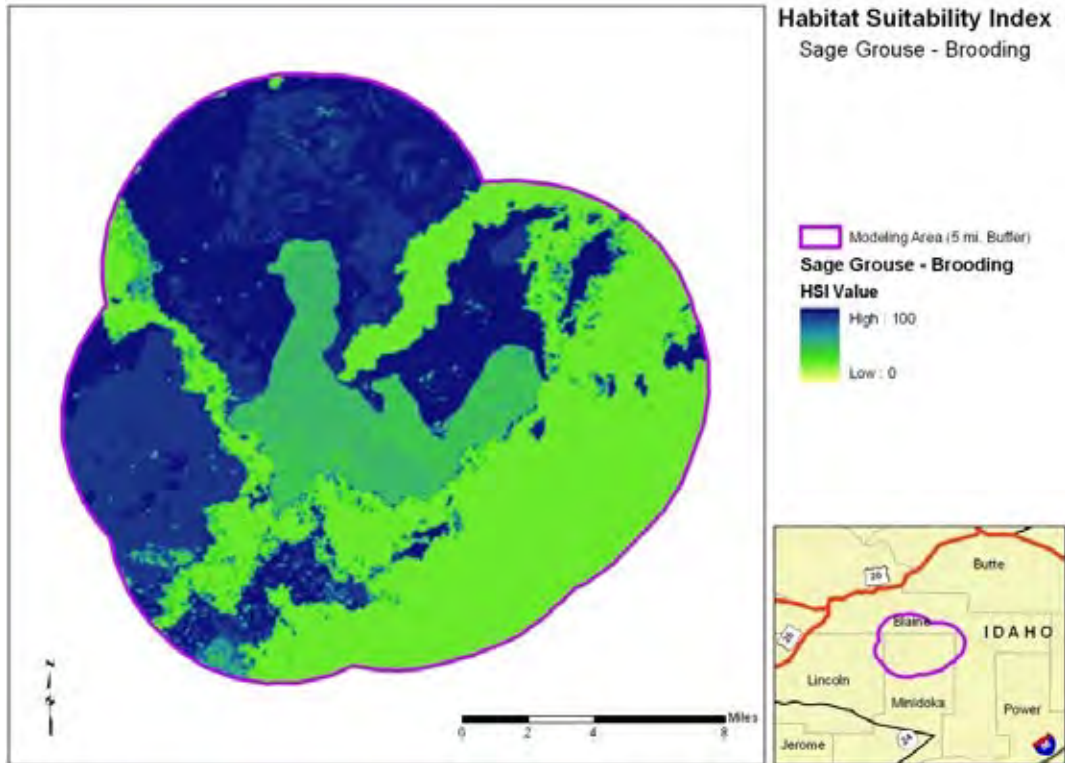 Habitat Suitability Index
Sage Grouse - Brooding
Modeling Area (5 mi. Buffer)
Sage Grouse - Brooding
HSI Value
High : 100
Low : 0
Miles
0 2 4 8
Butte
Blaine
IDAHO
26
Lincoln
Minidoka
Power
24
Jerome